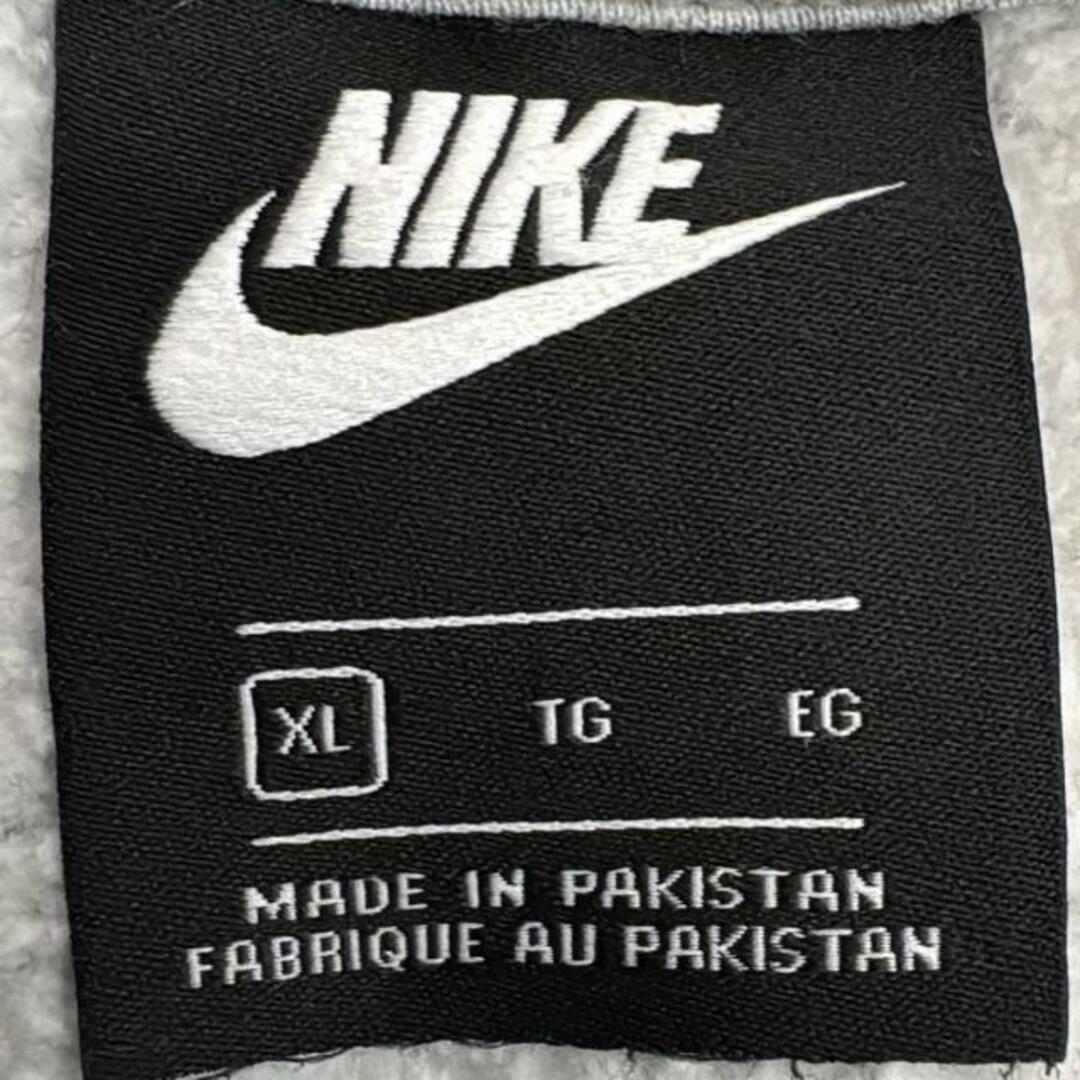 NIKE
XL TG EG
MADE IN PAKISTAN
FABRIQUE AU PAKISTAN